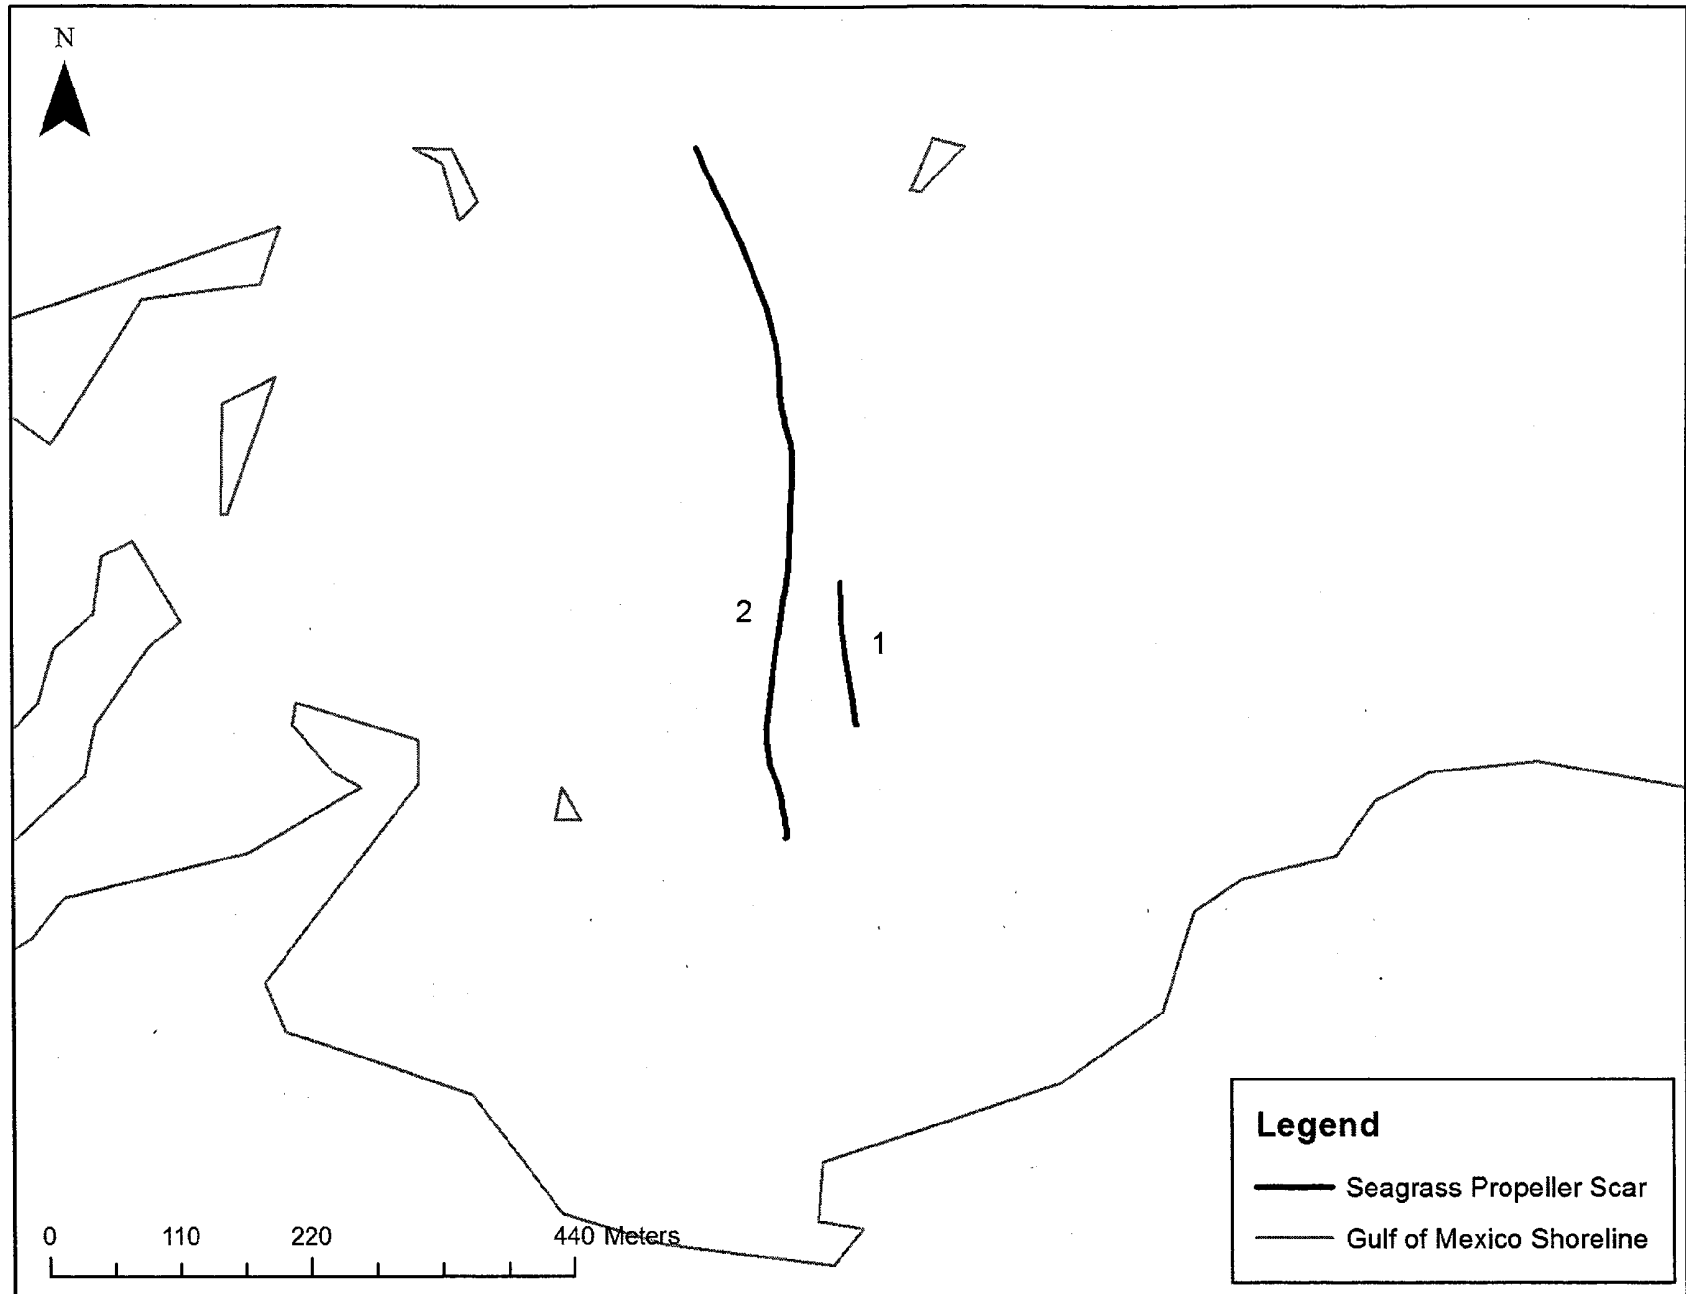 N
2
1
Legend
Seagrass Propeller Scar
Gulf of Mexico Shoreline
0 110 220 440 Meters